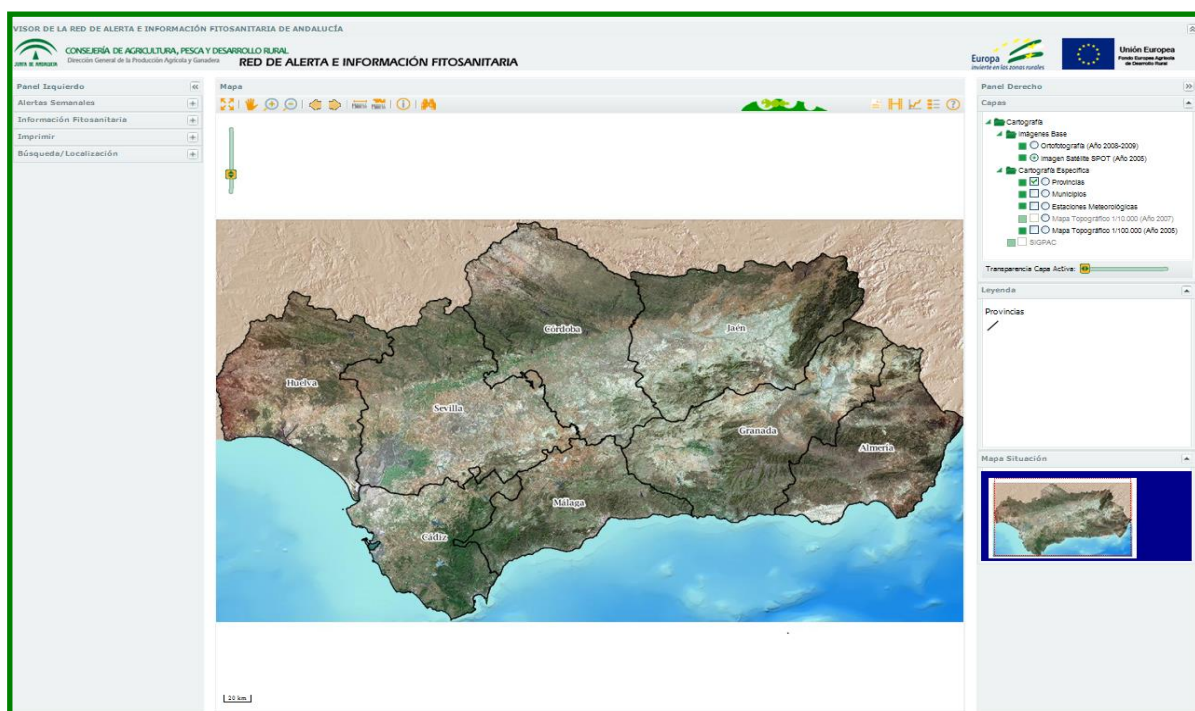 VISOR DE LA RED DE ALERTA E INFORMACIÓN FITOSANITARIA DE ANDALUCÍA
JUNTA DE ANDALUCIA
CONSEJERÍA DE AGRICULTURA, PESCA Y DESARROLLO RURAL
Dirección General de la Producción Agrícola y Ganadera
RED DE ALERTA E INFORMACIÓN FITOSANITARIA
Europa
invierte en las zonas rurales
Unión Europea
Fondo Europeo Agrícola
de Desarrollo Rural
Panel Izquierdo
Alertas Semanales
Información Fitosanitaria
Imprimir
Búsqueda/Localización
Mapa
Córdoba
Jaén
Huelva
Sevilla
Granada
Almería
Málaga
Cádiz
20 km
Panel Derecho
Capas
Cartografía
Imágenes Base
Ortofotografía (Año 2008-2009)
Imagen Satélite SPOT (Año 2005)
Cartografía Específica
Provincias
Municipios
Estaciones Meteorológicas
Mapa Topográfico 1/10.000 (Año 2007)
Mapa Topográfico 1/100.000 (Año 2005)
SIGPAC
Transparencia Capa Activa:
Leyenda
Provincias
Mapa Situación